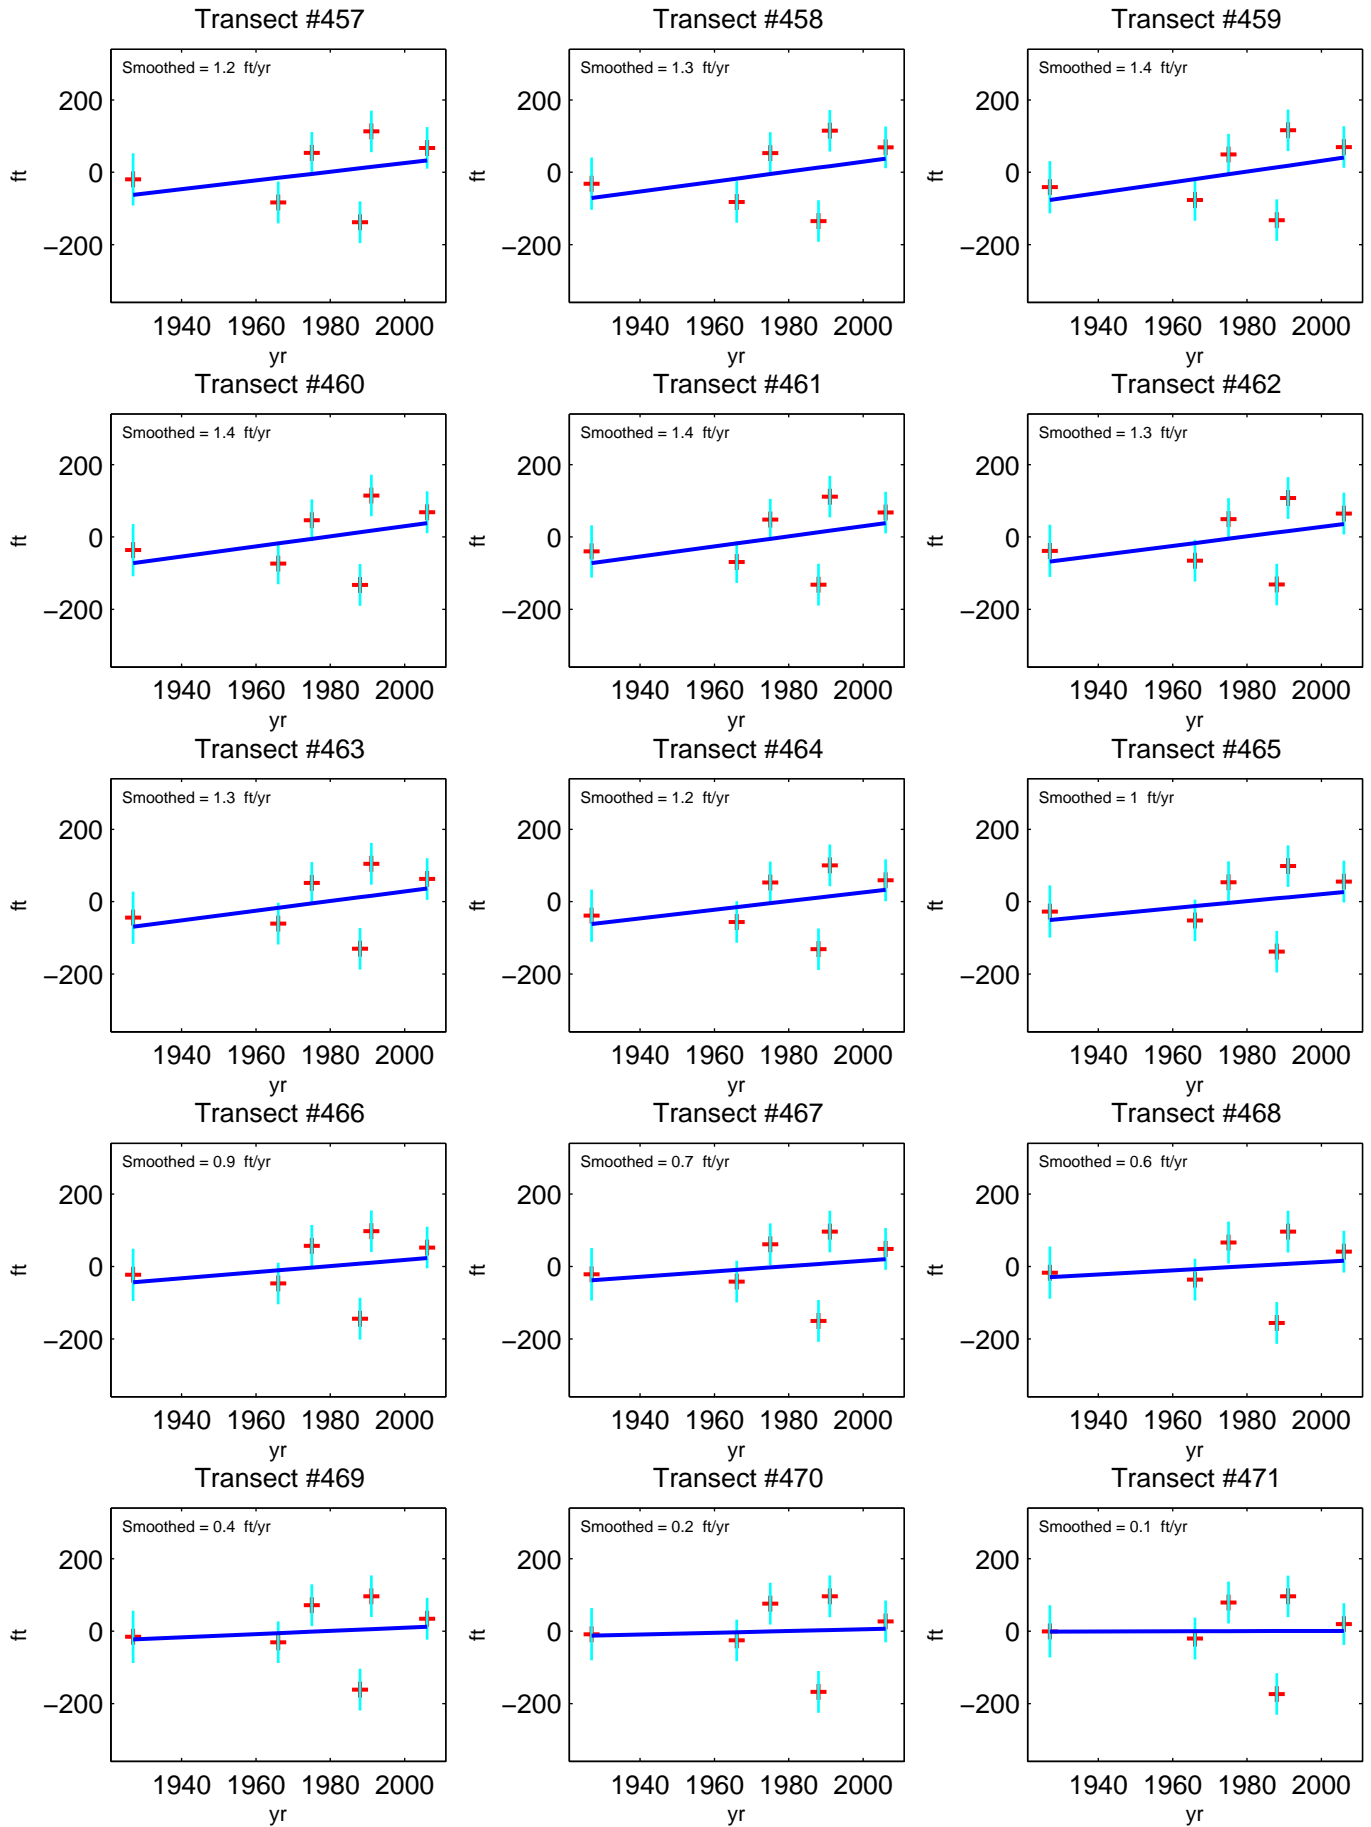 Transect #457 Transect #458 Transect #459
Smoothed = 1.2 ft/yr Smoothed = 1.3 ft/yr Smoothed = 1.4 ft/yr
200 200 200
ft 0 ft 0 ft 0
−200 −200 −200
1940 1960 1980 2000 1940 1960 1980 2000 1940 1960 1980 2000
yr yr yr
Transect #460 Transect #461 Transect #462
Smoothed = 1.4 ft/yr Smoothed = 1.4 ft/yr Smoothed = 1.3 ft/yr
200 200 200
ft 0 ft 0 ft 0
−200 −200 −200
1940 1960 1980 2000 1940 1960 1980 2000 1940 1960 1980 2000
yr yr yr
Transect #463 Transect #464 Transect #465
Smoothed = 1.3 ft/yr Smoothed = 1.2 ft/yr Smoothed = 1 ft/yr
200 200 200
ft 0 ft 0 ft 0
−200 −200 −200
1940 1960 1980 2000 1940 1960 1980 2000 1940 1960 1980 2000
yr yr yr
Transect #466 Transect #467 Transect #468
Smoothed = 0.9 ft/yr Smoothed = 0.7 ft/yr Smoothed = 0.6 ft/yr
200 200 200
ft 0 ft 0 ft 0
−200 −200 −200
1940 1960 1980 2000 1940 1960 1980 2000 1940 1960 1980 2000
yr yr yr
Transect #469 Transect #470 Transect #471
Smoothed = 0.4 ft/yr Smoothed = 0.2 ft/yr Smoothed = 0.1 ft/yr
200 200 200
ft 0 ft 0 ft 0
−200 −200 −200
1940 1960 1980 2000 1940 1960 1980 2000 1940 1960 1980 2000
yr yr yr